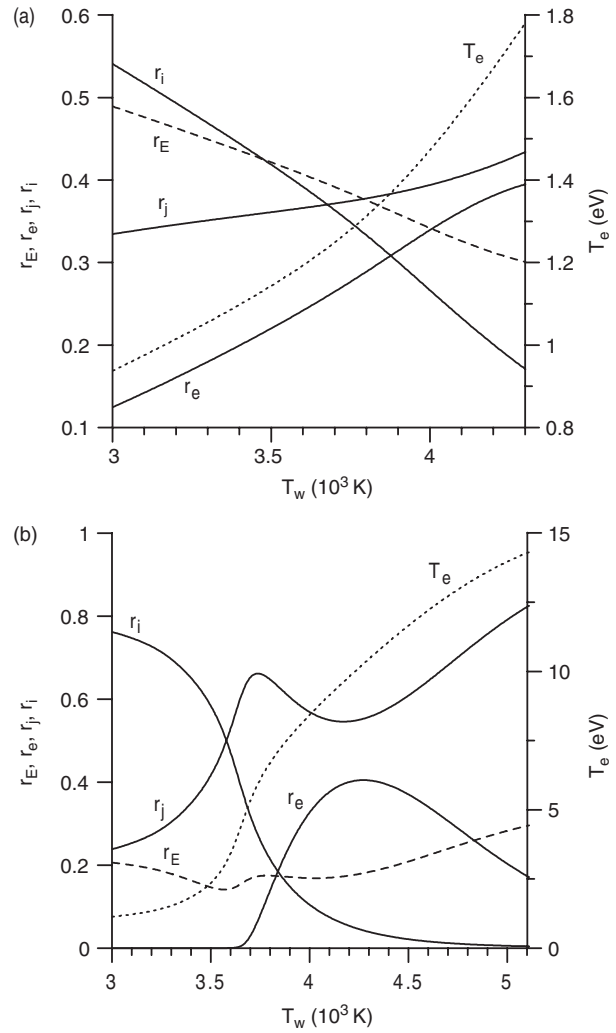 (a)
0.6
0.5
0.4
0.3
0.2
0.1
r_E, r_e, r_j, r_i
1.8
1.6
1.4
1.2
1
0.8
T_e (eV)
r_i
r_E
r_j
r_e
T_e
3
3.5
4
T_w (10^3 K)
(b)
1
0.8
0.6
0.4
0.2
0
r_E, r_e, r_j, r_i
15
10
5
0
T_e (eV)
r_i
T_e
r_j
r_E
r_e
3
3.5
4
4.5
5
T_w (10^3 K)